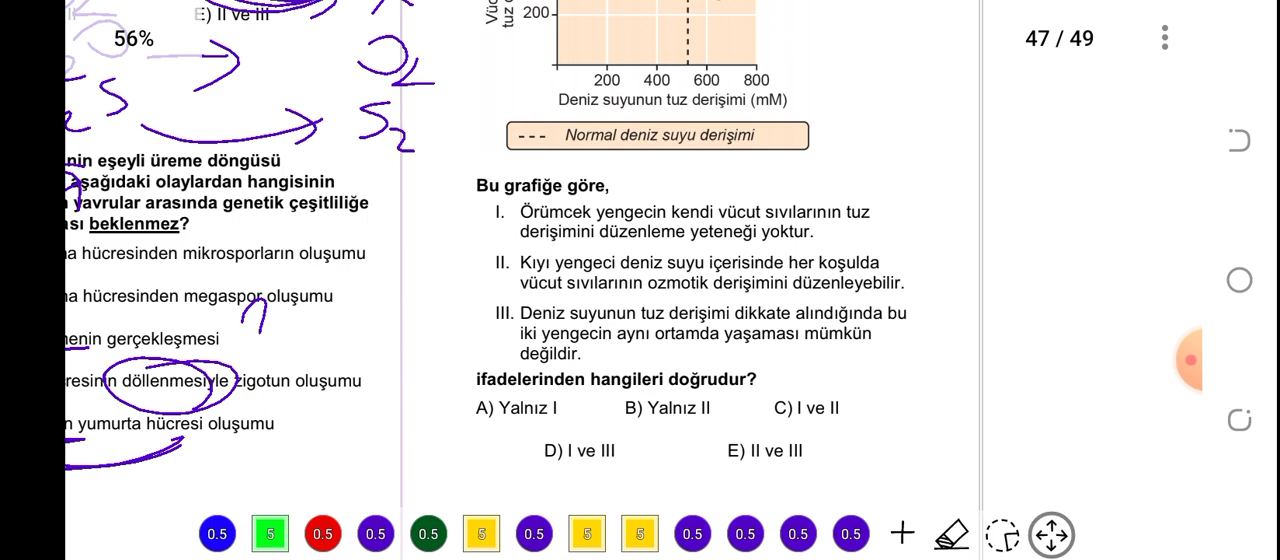 E) II ve III
56%
47 / 49
200
200 400 600 800
Deniz suyunun tuz derişimi (mM)
Normal deniz suyu derişimi
nin eşeyli üreme döngüsü
aşağıdaki olaylardan hangisinin
yavrular arasında genetik çeşitliliğe
beklenmez?
hücresinden mikrosporların oluşumu
hücresinden megaspor oluşumu
gerçekleşmesi
döllenmesiyle zigotun oluşumu
yumurta hücresi oluşumu
Bu grafiğe göre,
I. Örümcek yengecin kendi vücut sıvılarının tuz
derişimini düzenleme yeteneği yoktur.
II. Kıyı yengeci deniz suyu içerisinde her koşulda
vücut sıvılarının ozmotik derişimini düzenleyebilir.
III. Deniz suyunun tuz derişimi dikkate alındığında bu
iki yengecin aynı ortamda yaşaması mümkün
değildir.
ifadelerinden hangileri doğrudur?
A) Yalnız I B) Yalnız II C) I ve II
D) I ve III E) II ve III
0.5 5 0.5 0.5 0.5 5 0.5 5 5 0.5 0.5 0.5 0.5